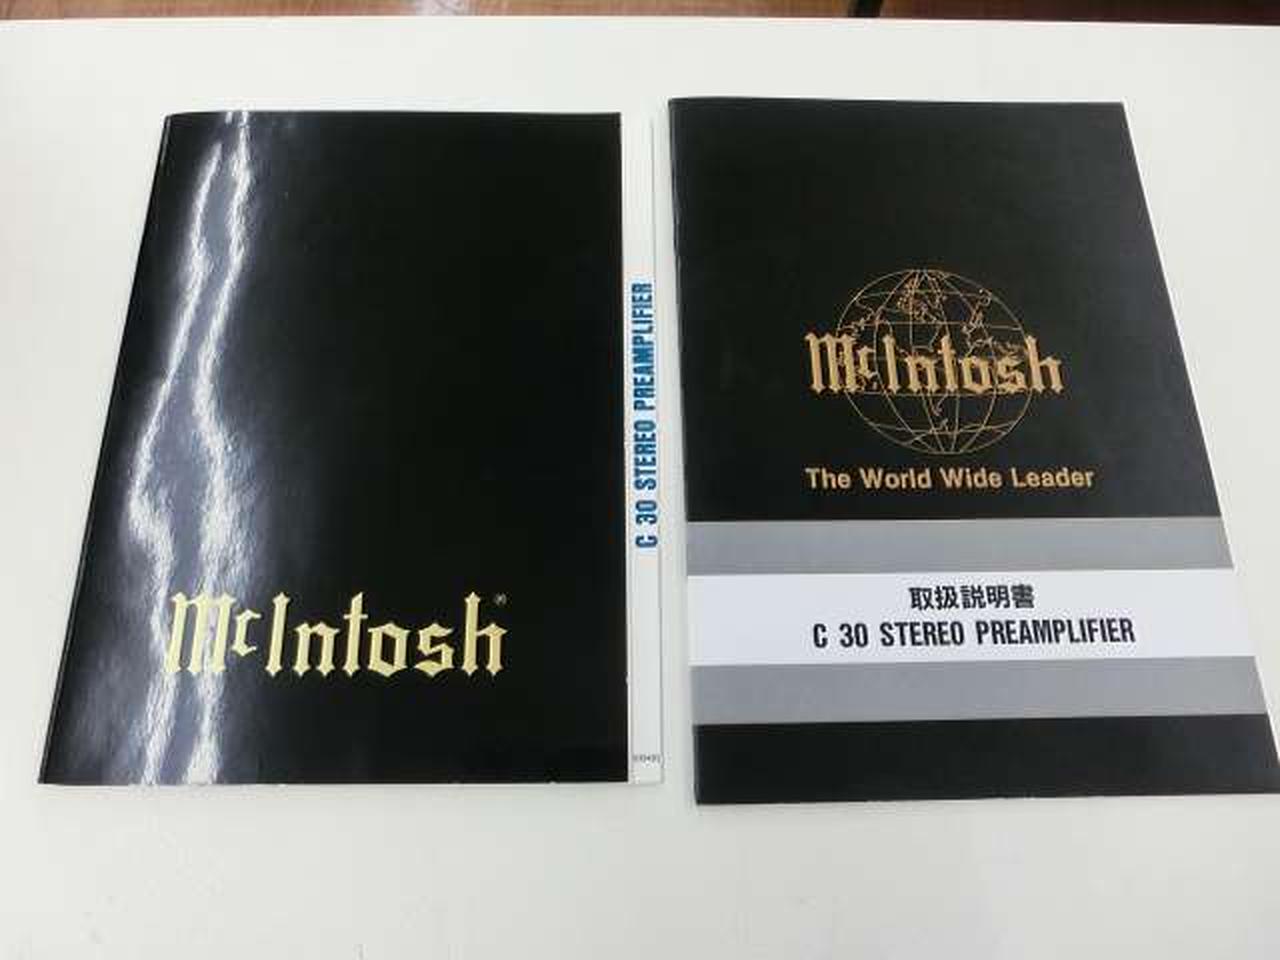 McIntosh®
C 30 STEREO PREAMPLIFIER
McIntosh
The World Wide Leader
取扱説明書
C 30 STEREO PREAMPLIFIER